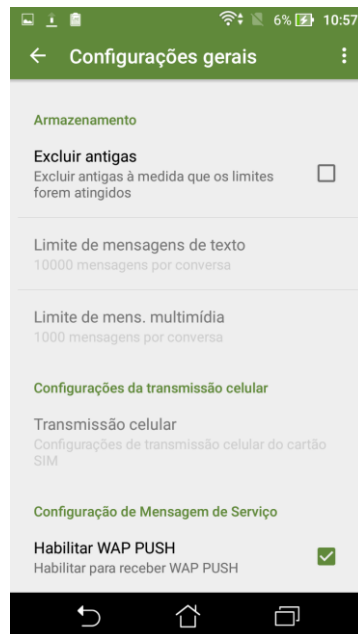 6% 10:57
Configurações gerais
Armazenamento
Excluir antigas
Excluir antigas à medida que os limites
forem atingidos
Limite de mensagens de texto
10000 mensagens por conversa
Limite de mens. multimídia
1000 mensagens por conversa
Configurações da transmissão celular
Transmissão celular
Configurações de transmissão celular do cartão
SIM
Configuração de Mensagem de Serviço
Habilitar WAP PUSH
Habilitar para receber WAP PUSH